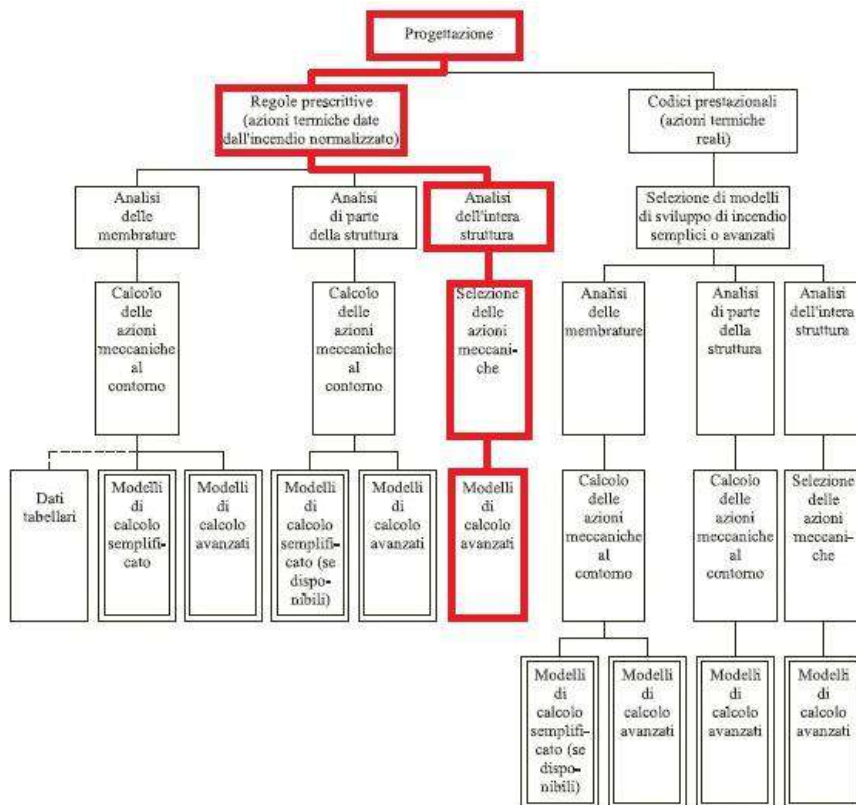 Progettazione
Regole prescrittive
(azioni termiche date
dall'incendio normalizzato)
Codici prestazionali
(azioni termiche
reali)
Analisi
delle
membrature
Analisi
di parte
della struttura
Analisi
dell'intera
struttura
Selezione di modelli
di sviluppo di incendio
semplici o avanzati
Calcolo
delle
azioni
meccaniche
al
contorno
Calcolo
delle
azioni
meccaniche
al
contorno
Selezione
delle
azioni
meccani-
che
Analisi
delle
membrature
Analisi
di parte
della
struttura
Analisi
dell'intera
struttura
Dati
tabellari
Modelli
di
calcolo
semplificato
Modelli
di
calcolo
avanzati
Modelli
di
calcolo
semplifi-
cato (se
dispo-
nibili)
Modelli
di
calcolo
avanzati
Modelli
di
calcolo
avanzati
Calcolo
delle
azioni
meccaniche
al
contorno
Calcolo
delle
azioni
meccaniche
al
contorno
Selezione
delle
azioni
meccani-
che
Modelli
di
calcolo
semplifi-
cato (se
dispo-
nibili)
Modelli
di
calcolo
avanzati
Modelli
di
calcolo
avanzati
Modelli
di
calcolo
avanzati